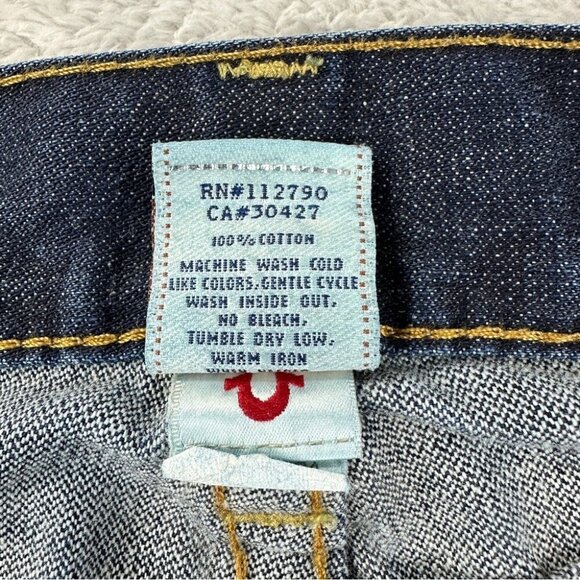 RN#112790
CA#30427
100% COTTON
MACHINE WASH COLD
LIKE COLORS, GENTLE CYCLE
WASH INSIDE OUT,
NO BLEACH,
TUMBLE DRY LOW,
WARM IRON